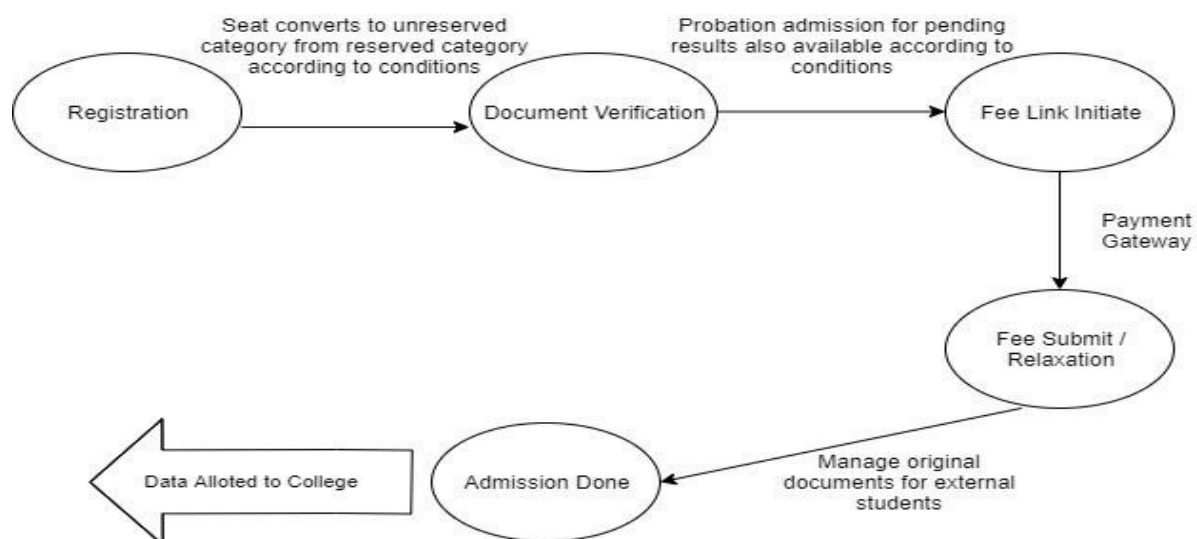 Seat converts to unreserved
category from reserved category
according to conditions
Probation admission for pending
results also available according to
conditions
Registration
Document Verification
Fee Link Initiate
Payment
Gateway
Fee Submit /
Relaxation
Manage original
documents for external
students
Admission Done
Data Alloted to College